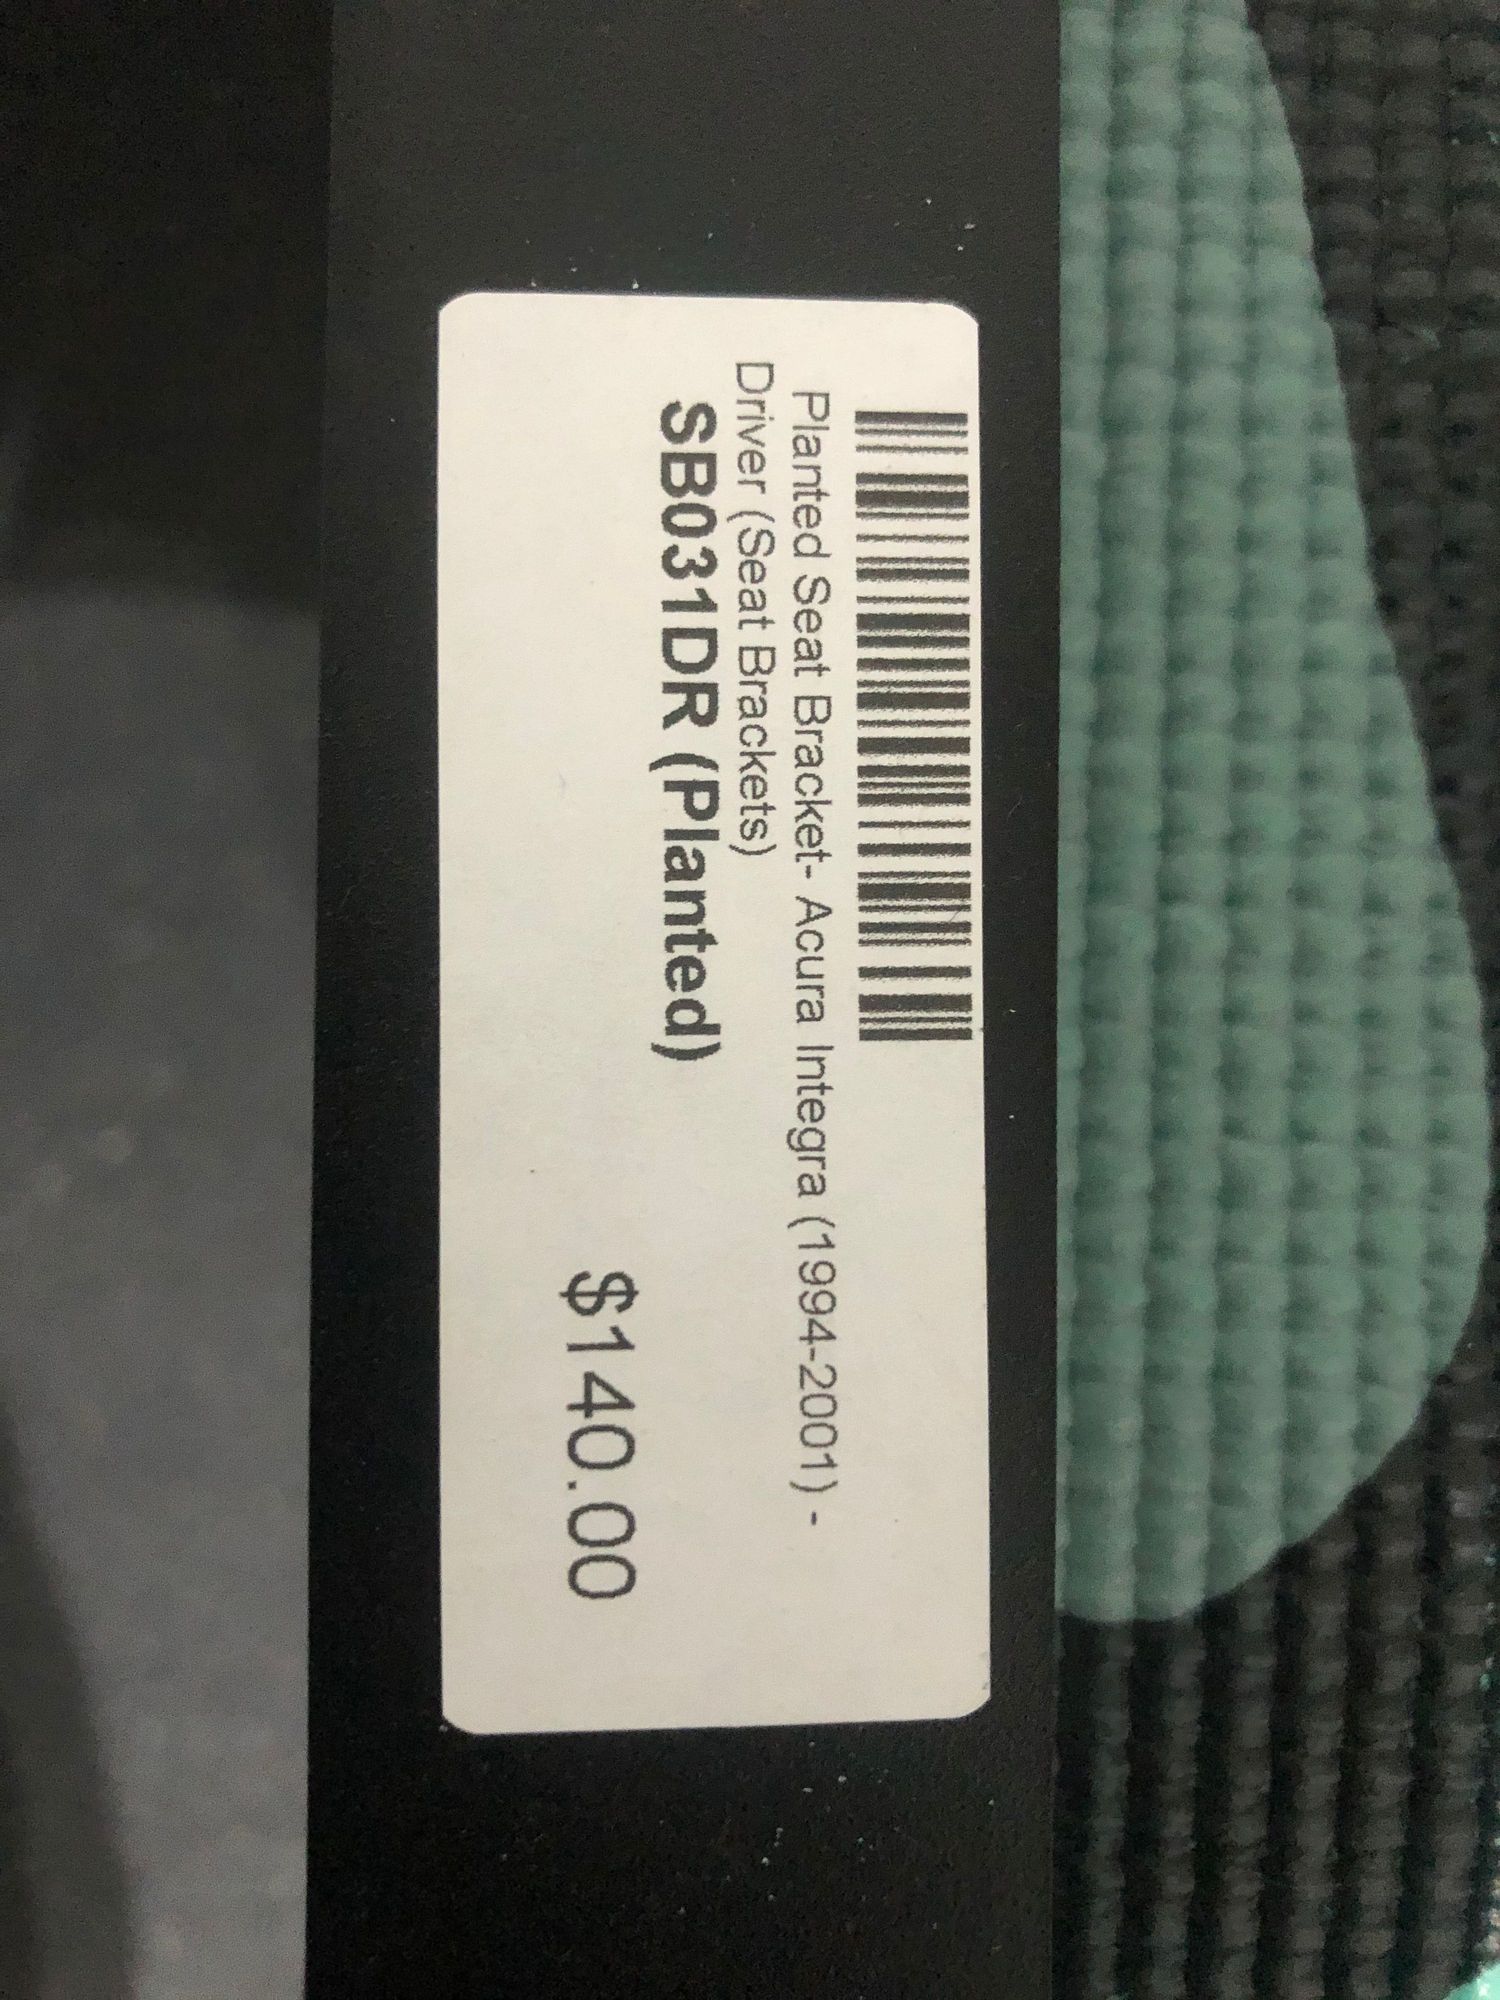 Planted Seat Bracket- Acura Integra (1994-2001) -
Driver (Seat Brackets)
SB031DR (Planted)
$140.00